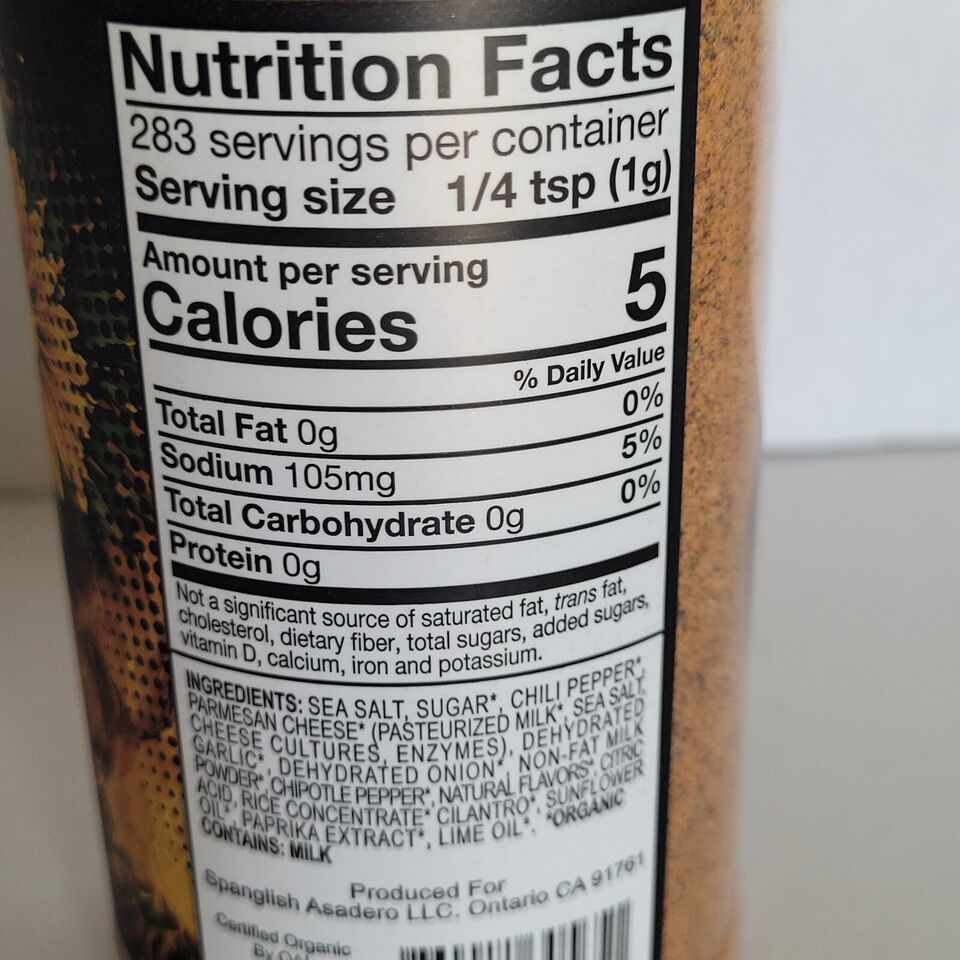 Nutrition Facts
283 servings per container
Serving size 1/4 tsp (1g)
Amount per serving
Calories 5
% Daily Value
Total Fat 0g 0%
Sodium 105mg 5%
Total Carbohydrate 0g 0%
Protein 0g
Not a significant source of saturated fat, trans fat,
cholesterol, dietary fiber, total sugars, added sugars,
vitamin D, calcium, iron and potassium.
INGREDIENTS: SEA SALT, SUGAR*, CHILI PEPPER*,
PARMESAN CHEESE* (PASTEURIZED MILK*, SEA SALT,
CHEESE CULTURES, ENZYMES), DEHYDRATED
GARLIC*, DEHYDRATED ONION*, NON-FAT MILK
POWDER*, CHIPOTLE PEPPER*, NATURAL FLAVORS*, CITRIC
ACID, RICE CONCENTRATE* CILANTRO*, SUNFLOWER
OIL*, PAPRIKA EXTRACT*, LIME OIL*. *ORGANIC
CONTAINS: MILK
Produced For
Spanglish Asadero LLC. Ontario CA 91761
Certified Organic
By